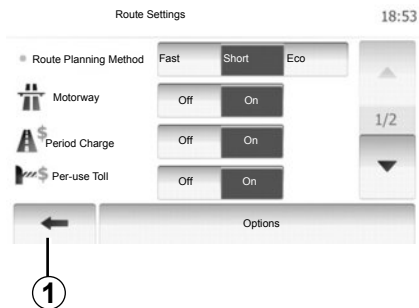 Route Settings
18:53
Route Planning Method
Fast
Short
Eco
Motorway
Off
On
1/2
$
Period Charge
Off
On
$
Per-use Toll
Off
On
Options
1